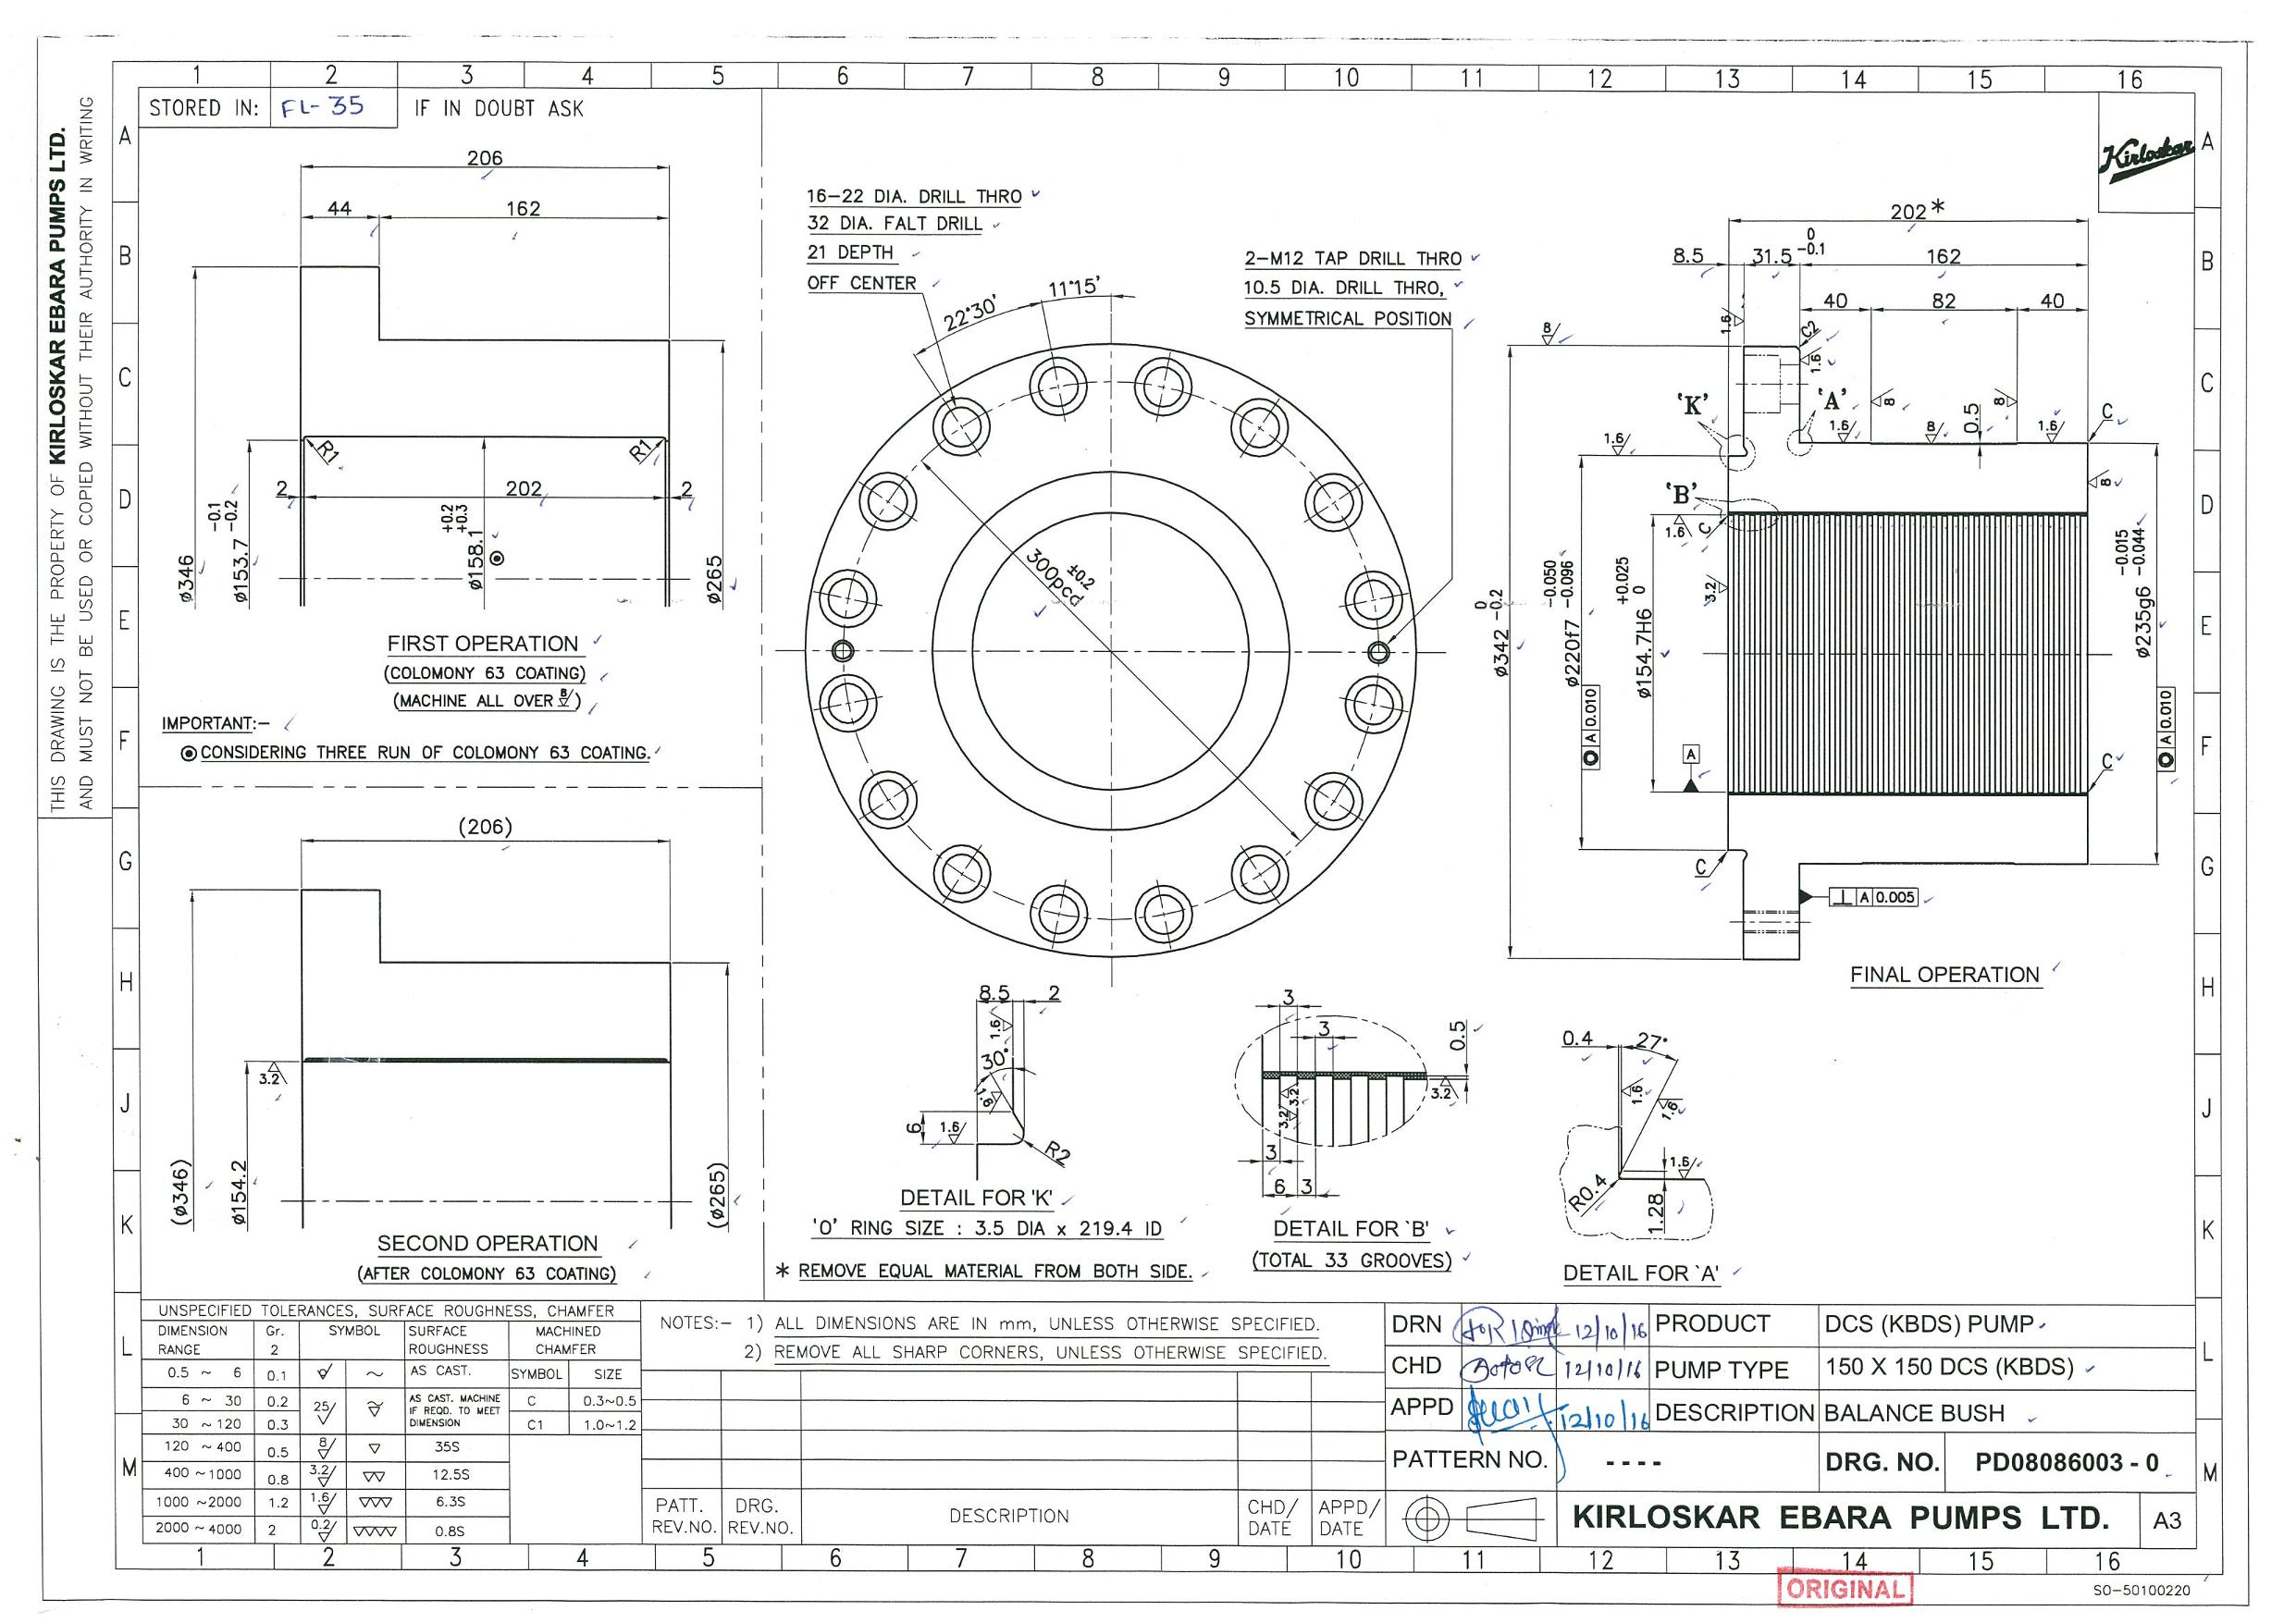 THIS DRAWING IS THE PROPERTY OF KIRLOSKAR EBARA PUMPS LTD.
AND MUST NOT BE USED OR COPIED WITHOUT THEIR AUTHORITY IN WRITING
1 2 3 4 5 6 7 8 9 10 11 12 13 14 15 16
A B C D E F G H J K L M
STORED IN: FL-35 IF IN DOUBT ASK
Kirloskar
206
44 162
R1 R1
2 202 2
ø346
ø153.7 -0.1 -0.2
ø158.1 +0.2 +0.3
ø265
FIRST OPERATION
(COLOMONY 63 COATING)
(MACHINE ALL OVER 8/)
IMPORTANT:-
CONSIDERING THREE RUN OF COLOMONY 63 COATING.
(206)
3.2/
(ø346)
ø154.2
(ø265)
SECOND OPERATION
(AFTER COLOMONY 63 COATING)
16-22 DIA. DRILL THRO
32 DIA. FALT DRILL
21 DEPTH
OFF CENTER
22°30'
11°15'
2-M12 TAP DRILL THRO
10.5 DIA. DRILL THRO,
SYMMETRICAL POSITION
300pcd ±0.2
202*
8.5 31.5 0 -0.1 162
40 82 40
8/
1.6/
C2
1.6/
'K' 'A'
8/ 8/
0.5
1.6/ 1.6/ 8/ 1.6/
C
8/
'B'
1.6/ C
3.2/
ø342 0 -0.2
ø220f7 -0.050 -0.096
ø154.7H6 +0.025 0
ø235g6 -0.015 -0.044
A 0.010
A
A 0.010
C
C
A 0.005
FINAL OPERATION
8.5 2
1.6/
30°
1.6/
6 1.6/
R2
DETAIL FOR 'K'
'O' RING SIZE : 3.5 DIA x 219.4 ID
* REMOVE EQUAL MATERIAL FROM BOTH SIDE.
3
3
0.5
3.2/ 3.2/ 3.2/
3
6 3
DETAIL FOR 'B'
(TOTAL 33 GROOVES)
0.4 27°
1.6/ 1.6/
1.6/
R0.4
1.28
DETAIL FOR 'A'
UNSPECIFIED TOLERANCES, SURFACE ROUGHNESS, CHAMFER
DIMENSION RANGE Gr. 2 SYMBOL SURFACE ROUGHNESS MACHINED CHAMFER
0.5 ~ 6 0.1 ~ AS CAST. SYMBOL SIZE
6 ~ 30 0.2 25/ AS CAST. MACHINE IF REQD. TO MEET DIMENSION C 0.3~0.5
30 ~ 120 0.3 C1 1.0~1.2
120 ~ 400 0.5 8/ 35S
400 ~ 1000 0.8 3.2/ 12.5S
1000 ~2000 1.2 1.6/ 6.3S
2000 ~ 4000 2 0.2/ 0.8S
NOTES:- 1) ALL DIMENSIONS ARE IN mm, UNLESS OTHERWISE SPECIFIED.
2) REMOVE ALL SHARP CORNERS, UNLESS OTHERWISE SPECIFIED.
PATT. REV.NO. DRG. REV.NO. DESCRIPTION CHD/ DATE APPD/ DATE
DRN 12/10/16 PRODUCT DCS (KBDS) PUMP
CHD 12/10/16 PUMP TYPE 150 X 150 DCS (KBDS)
APPD 12/10/16 DESCRIPTION BALANCE BUSH
PATTERN NO. ---- DRG. NO. PD08086003 - 0
KIRLOSKAR EBARA PUMPS LTD. A3
1 2 3 4 5 6 7 8 9 10 11 12 13 14 15 16
ORIGINAL
SO-50100220